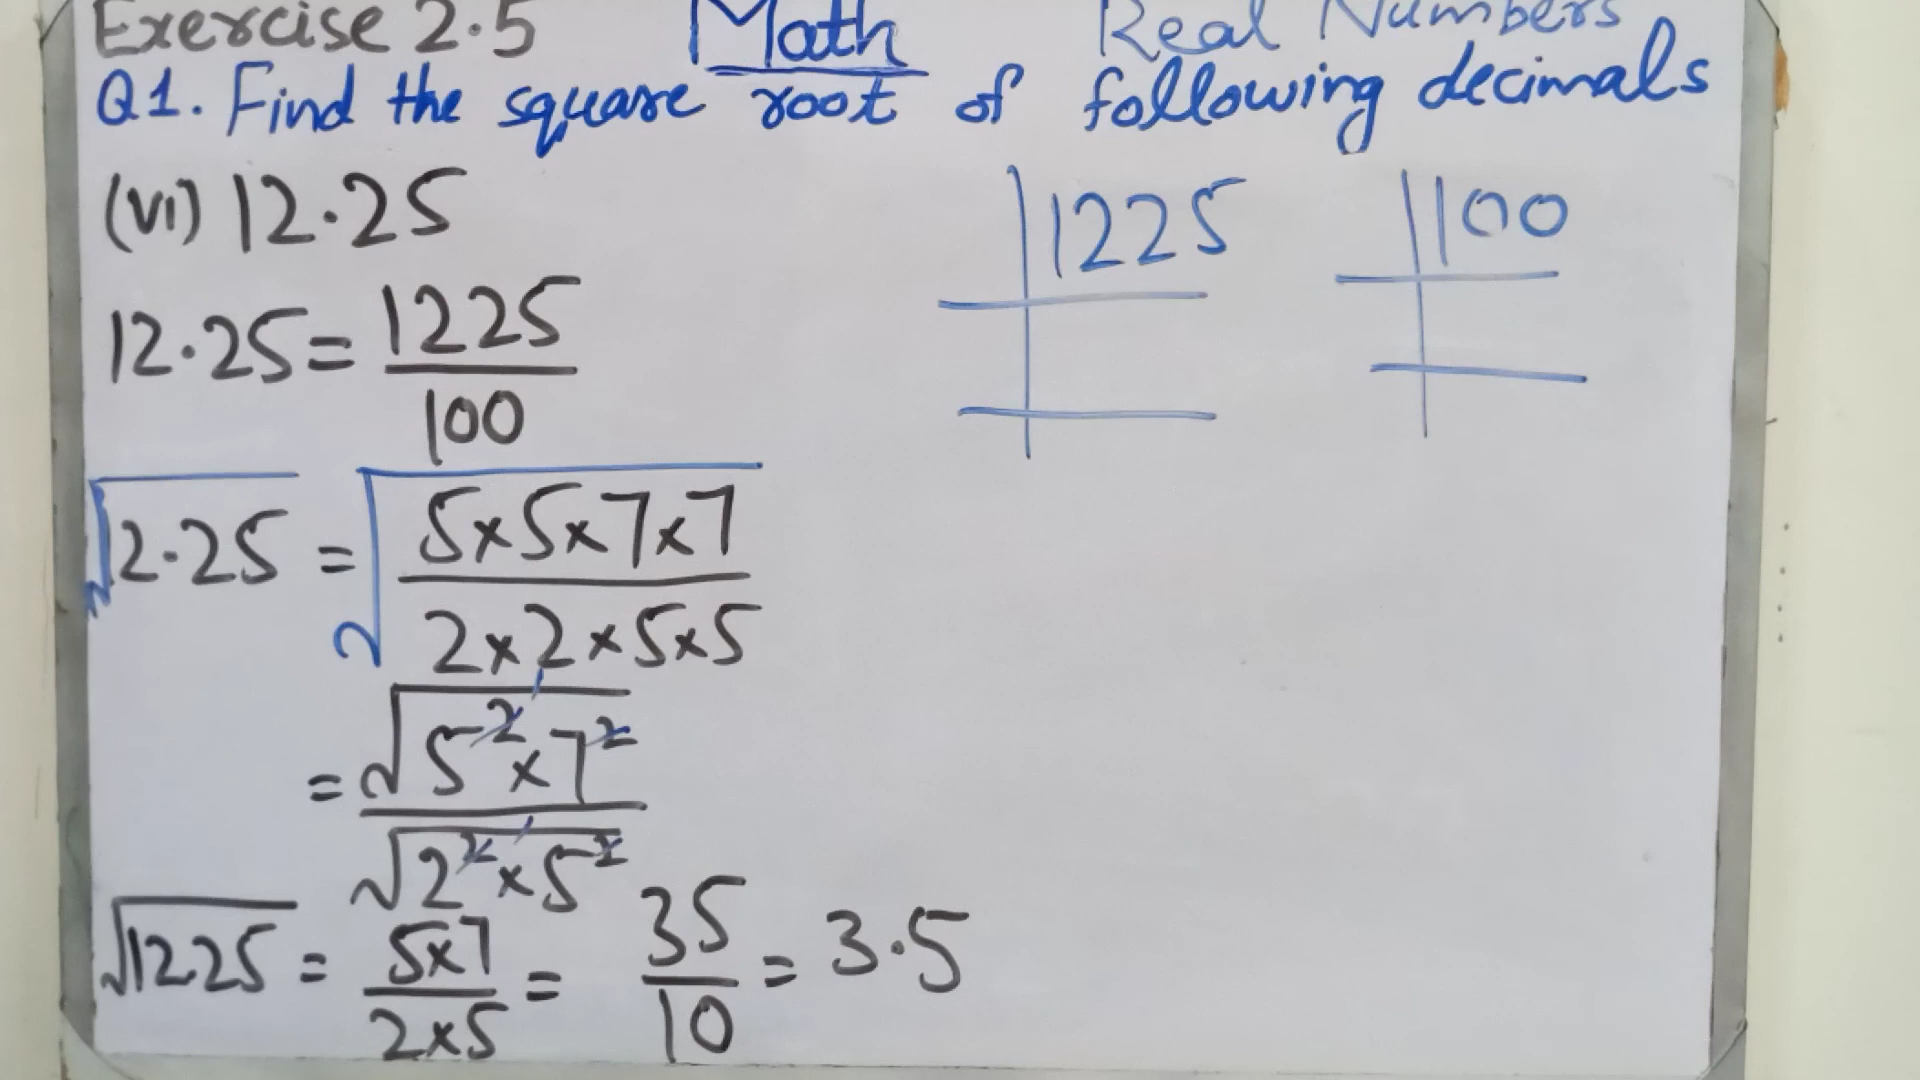 Exercise 2.5 Math Real Numbers
Q1. Find the square root of following decimals
(VI) 12.25
12.25 = 1225
100
√12.25 = √5×5×7×7
2×2×5×5
= √5²×7²
√2²×5²
√12.25 = 5×7 = 35 = 3.5
2×5 10
1225
100